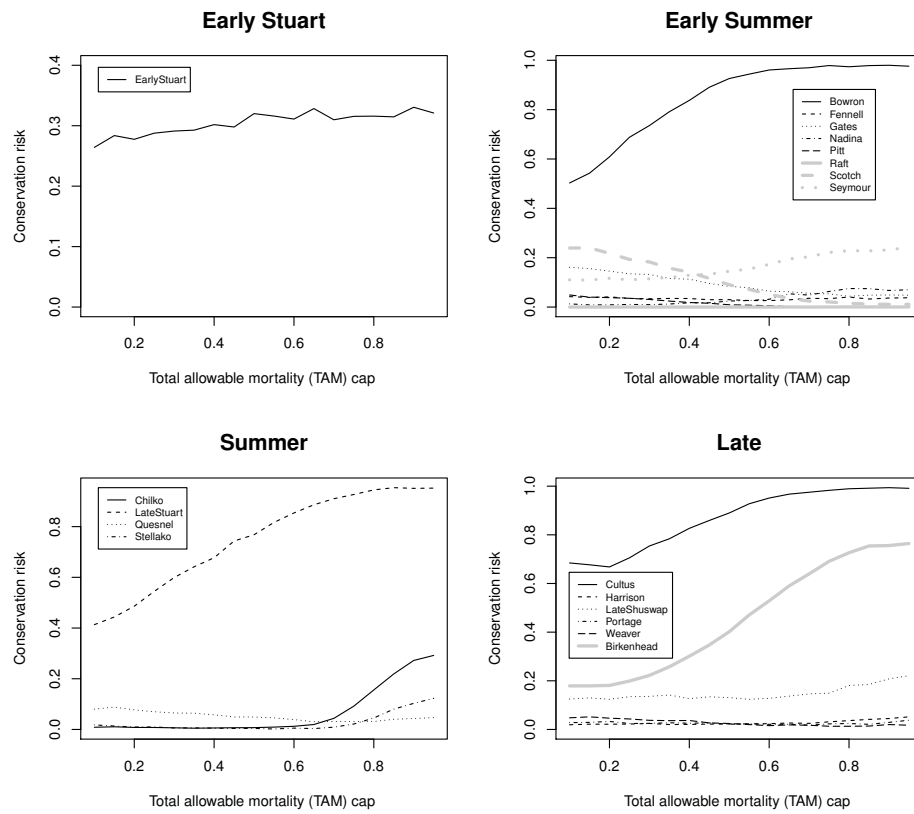 Early Stuart
Conservation risk
0.0 0.1 0.2 0.3 0.4
EarlyStuart
0.2 0.4 0.6 0.8
Total allowable mortality (TAM) cap
Early Summer
Conservation risk
0.0 0.2 0.4 0.6 0.8 1.0
Bowron
Fennell
Gates
Nadina
Pitt
Raft
Scotch
Seymour
0.2 0.4 0.6 0.8
Total allowable mortality (TAM) cap
Summer
Conservation risk
0.0 0.2 0.4 0.6 0.8
Chilko
LateStuart
Quesnel
Stellako
0.2 0.4 0.6 0.8
Total allowable mortality (TAM) cap
Late
Conservation risk
0.0 0.2 0.4 0.6 0.8 1.0
Cultus
Harrison
LateShuswap
Portage
Weaver
Birkenhead
0.2 0.4 0.6 0.8
Total allowable mortality (TAM) cap